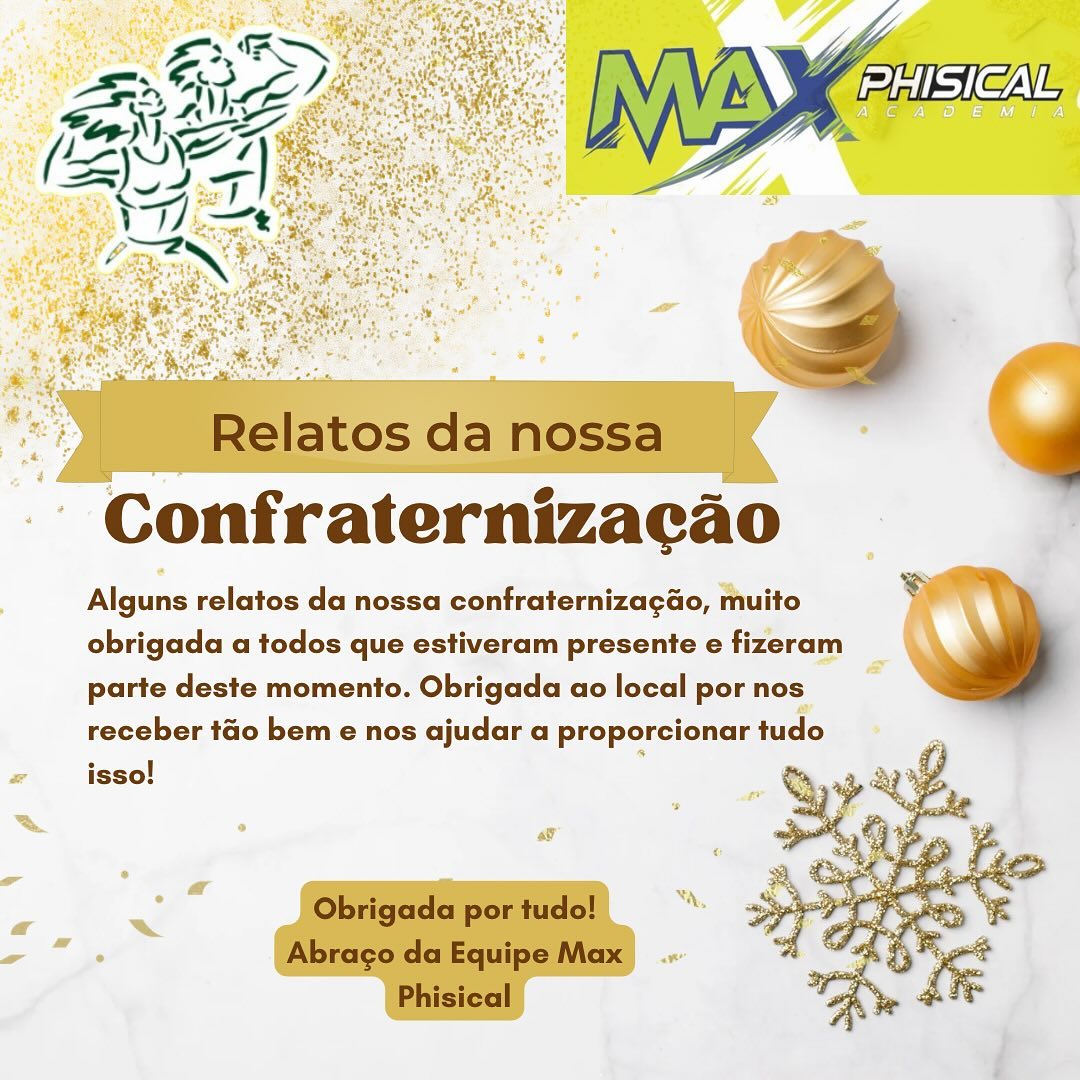 MAX PHISICAL
ACADEMIA
Relatos da nossa
Confraternização
Alguns relatos da nossa confraternização, muito
obrigada a todos que estiveram presente e fizeram
parte deste momento. Obrigada ao local por nos
receber tão bem e nos ajudar a proporcionar tudo
isso!
Obrigada por tudo!
Abraço da Equipe Max
Phisical